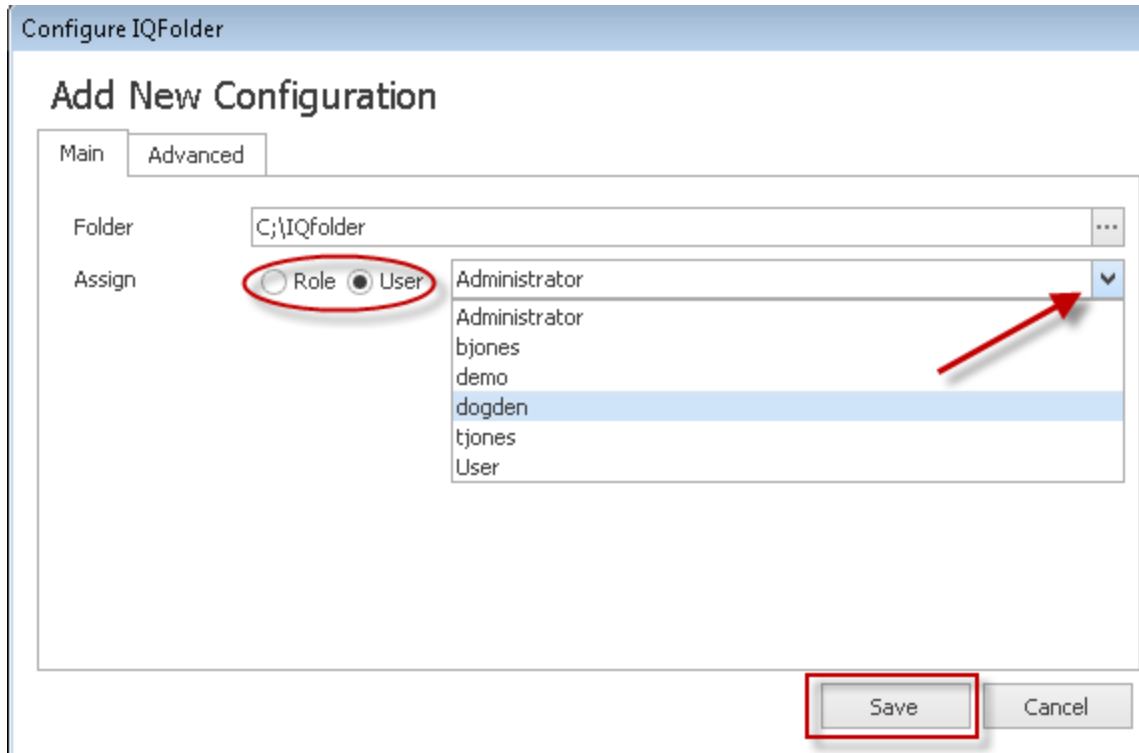 Configure IQFolder
Add New Configuration
Main Advanced
Folder C;\IQfolder ...
Assign Role User Administrator
Administrator
bjones
demo
dogden
tjones
User
Save Cancel